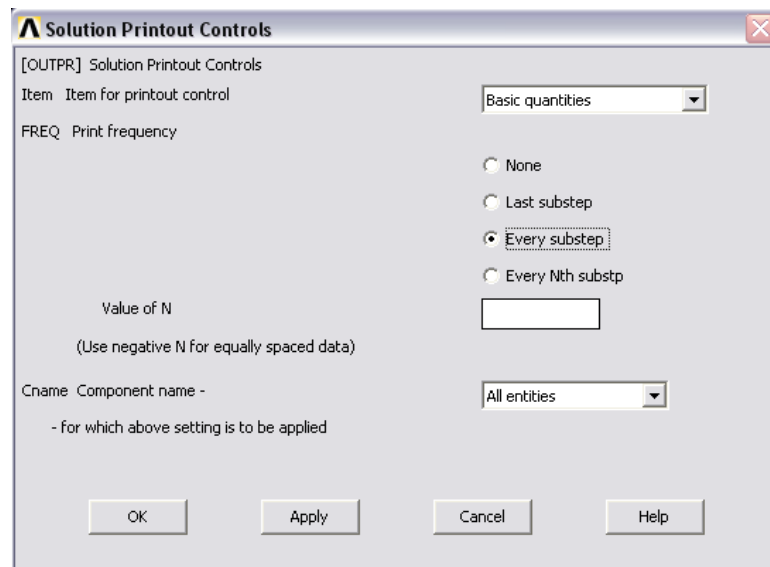 Solution Printout Controls
[OUTPR] Solution Printout Controls
Item Item for printout control
Basic quantities
FREQ Print frequency
None
Last substep
Every substep
Every Nth substp
Value of N
(Use negative N for equally spaced data)
Cname Component name -
All entities
- for which above setting is to be applied
OK
Apply
Cancel
Help